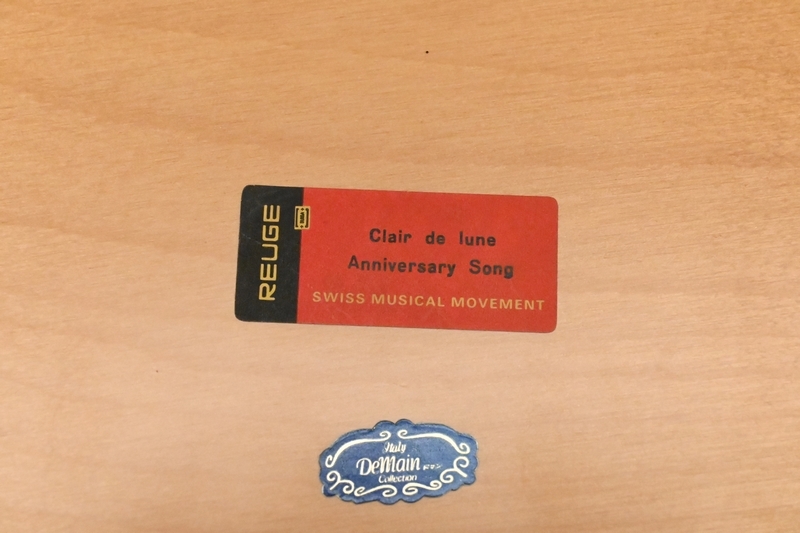 REUGE
Clair de lune
Anniversary Song
SWISS MUSICAL MOVEMENT
Italy
DeMain
Collection